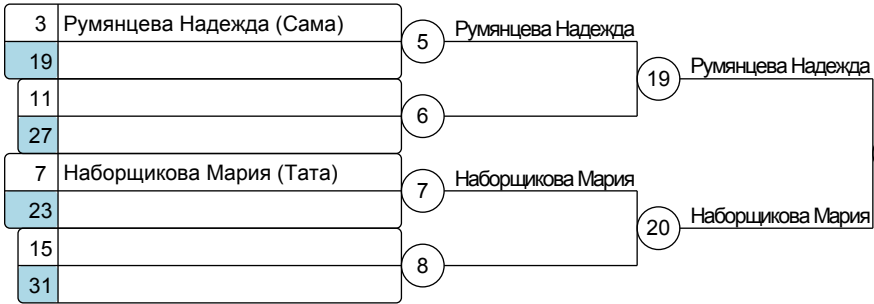 3 Румянцева Надежда (Сама)
19
11
27
7 Наборщикова Мария (Тата)
23
15
31
5 Румянцева Надежда
6
7 Наборщикова Мария
8
19 Румянцева Надежда
20 Наборщикова Мария